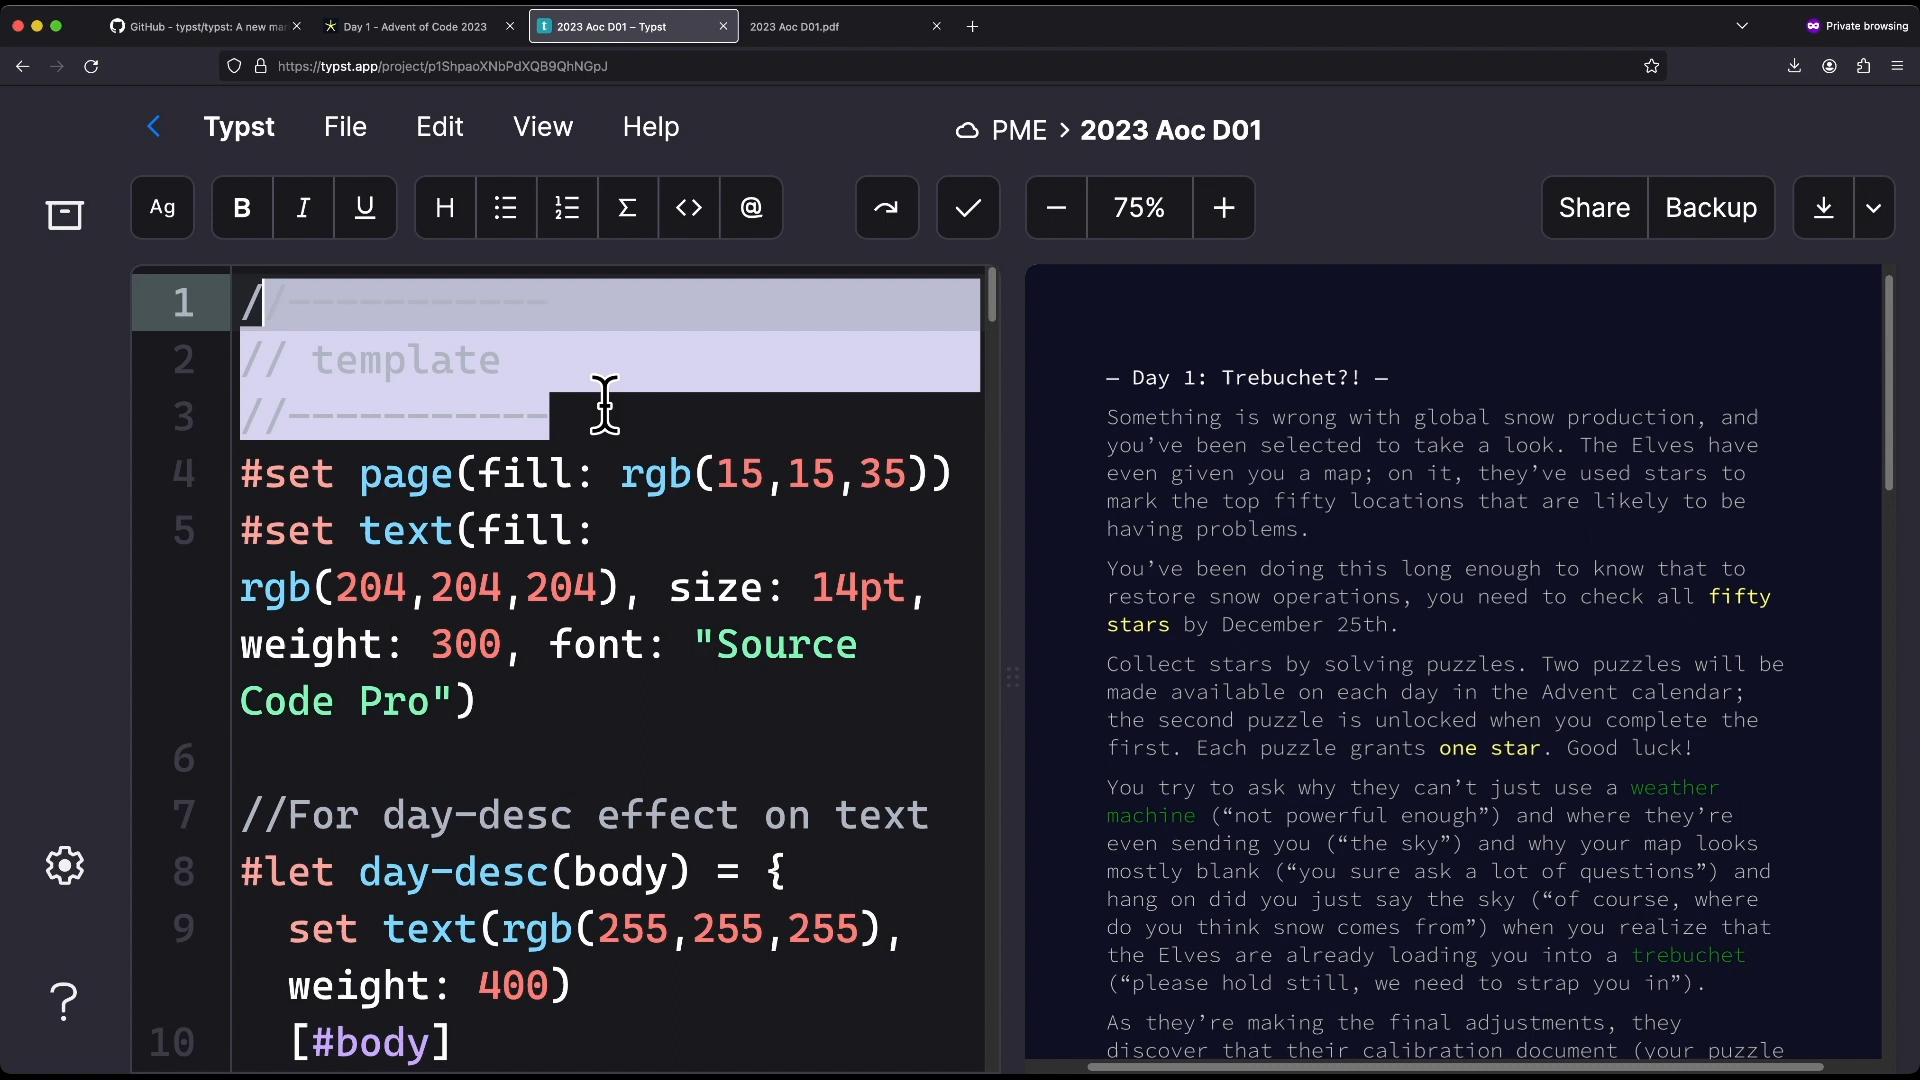 GitHub - typst/typst: A new mar
Day 1 - Advent of Code 2023
2023 Aoc D01 – Typst
2023 Aoc D01.pdf
Private browsing
https://typst.app/project/p1ShpaoXNbPdXQB9QhNGpJ
Typst File Edit View Help
PME > 2023 Aoc D01
Ag B I U H Σ <> @
75%
Share Backup
1 //-----------
2 // template
3 //-----------
4 #set page(fill: rgb(15,15,35))
5 #set text(fill:
rgb(204,204,204), size: 14pt,
weight: 300, font: "Source
Code Pro")
6
7 //For day-desc effect on text
8 #let day-desc(body) = {
9 set text(rgb(255,255,255),
weight: 400)
10 [#body]
— Day 1: Trebuchet?! —
Something is wrong with global snow production, and
you’ve been selected to take a look. The Elves have
even given you a map; on it, they’ve used stars to
mark the top fifty locations that are likely to be
having problems.
You’ve been doing this long enough to know that to
restore snow operations, you need to check all fifty
stars by December 25th.
Collect stars by solving puzzles. Two puzzles will be
made available on each day in the Advent calendar;
the second puzzle is unlocked when you complete the
first. Each puzzle grants one star. Good luck!
You try to ask why they can’t just use a weather
machine (“not powerful enough”) and where they’re
even sending you (“the sky”) and why your map looks
mostly blank (“you sure ask a lot of questions”) and
hang on did you just say the sky (“of course, where
do you think snow comes from”) when you realize that
the Elves are already loading you into a trebuchet
(“please hold still, we need to strap you in”).
As they’re making the final adjustments, they
discover that their calibration document (your puzzle